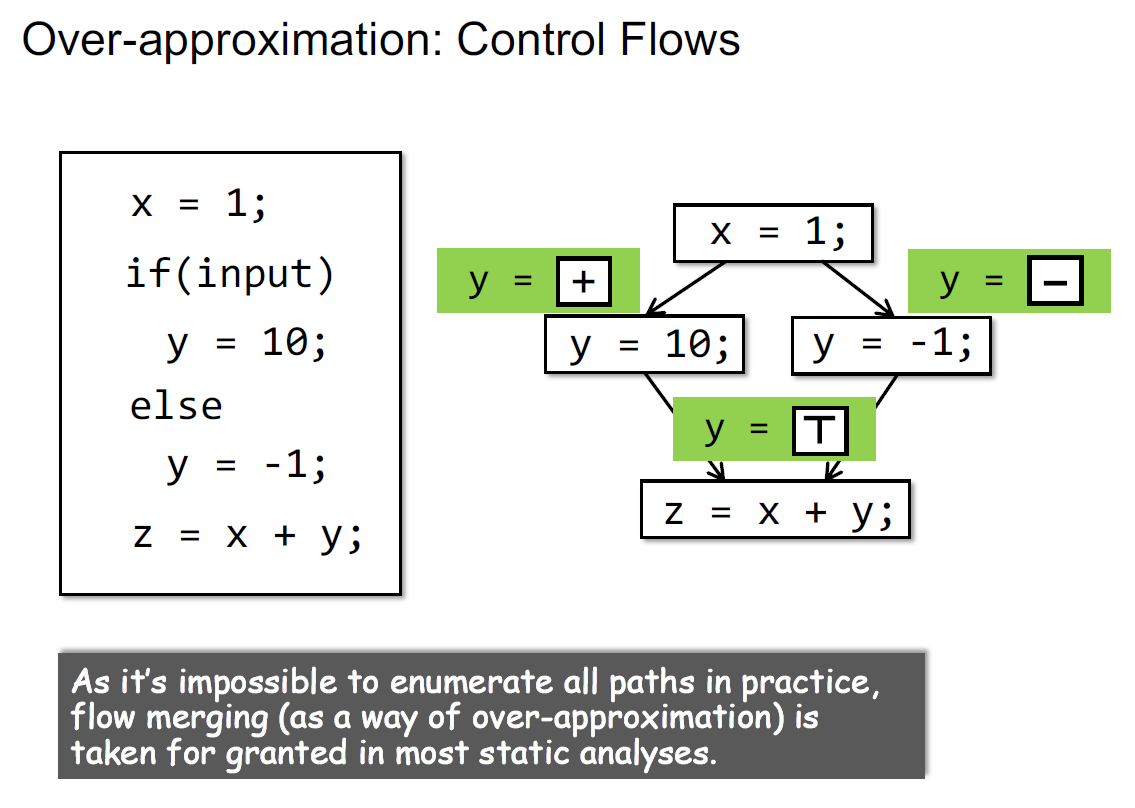 Over-approximation: Control Flows
x = 1;
if(input)
y = 10;
else
y = -1;
z = x + y;
x = 1;
y = +
y = −
y = 10;
y = -1;
y = ⊤
z = x + y;
As it’s impossible to enumerate all paths in practice,
flow merging (as a way of over-approximation) is
taken for granted in most static analyses.